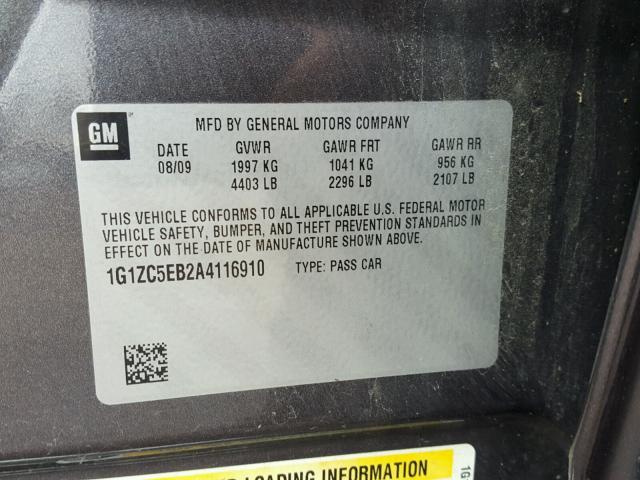 GM
MFD BY GENERAL MOTORS COMPANY
DATE GVWR GAWR FRT GAWR RR
08/09 1997 KG 1041 KG 956 KG
4403 LB 2296 LB 2107 LB
THIS VEHICLE CONFORMS TO ALL APPLICABLE U.S. FEDERAL MOTOR
VEHICLE SAFETY, BUMPER, AND THEFT PREVENTION STANDARDS IN
EFFECT ON THE DATE OF MANUFACTURE SHOWN ABOVE.
1G1ZC5EB2A4116910 TYPE: PASS CAR
LOADING INFORMATION